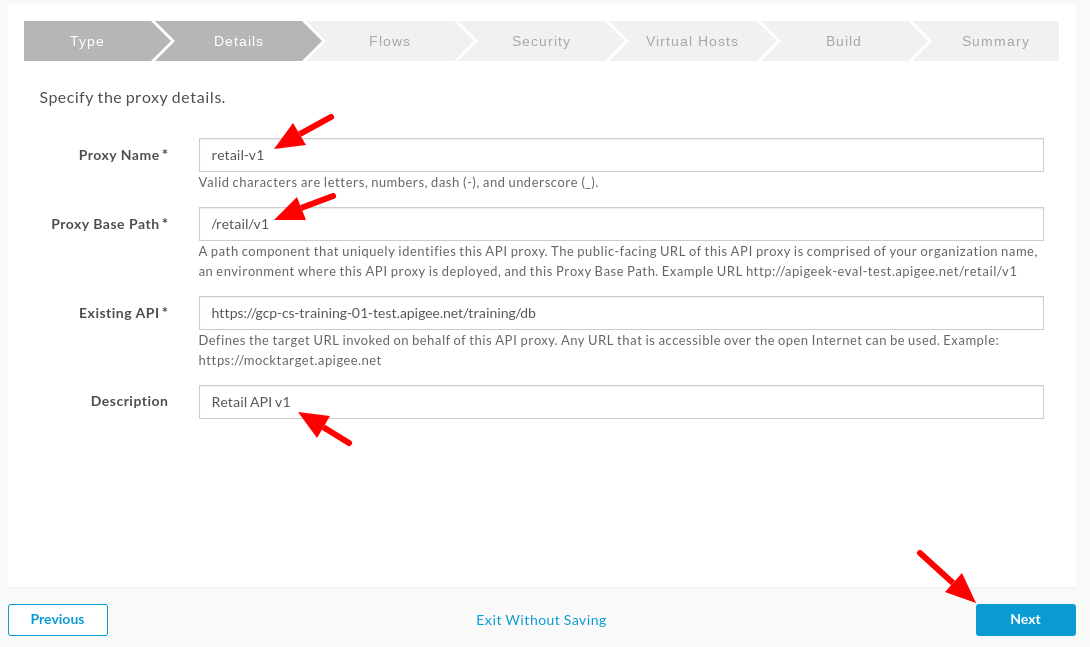 Type Details Flows Security Virtual Hosts Build Summary
Specify the proxy details.
Proxy Name * retail-v1
Valid characters are letters, numbers, dash (-), and underscore (_).
Proxy Base Path * /retail/v1
A path component that uniquely identifies this API proxy. The public-facing URL of this API proxy is comprised of your organization name,
an environment where this API proxy is deployed, and this Proxy Base Path. Example URL http://apigeek-eval-test.apigee.net/retail/v1
Existing API * https://gcp-cs-training-01-test.apigee.net/training/db
Defines the target URL invoked on behalf of this API proxy. Any URL that is accessible over the open Internet can be used. Example:
https://mocktarget.apigee.net
Description Retail API v1
Previous Exit Without Saving Next